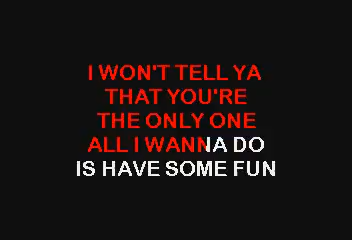 I WON'T TELL YA
THAT YOU'RE
THE ONLY ONE
ALL I WANNA DO
IS HAVE SOME FUN